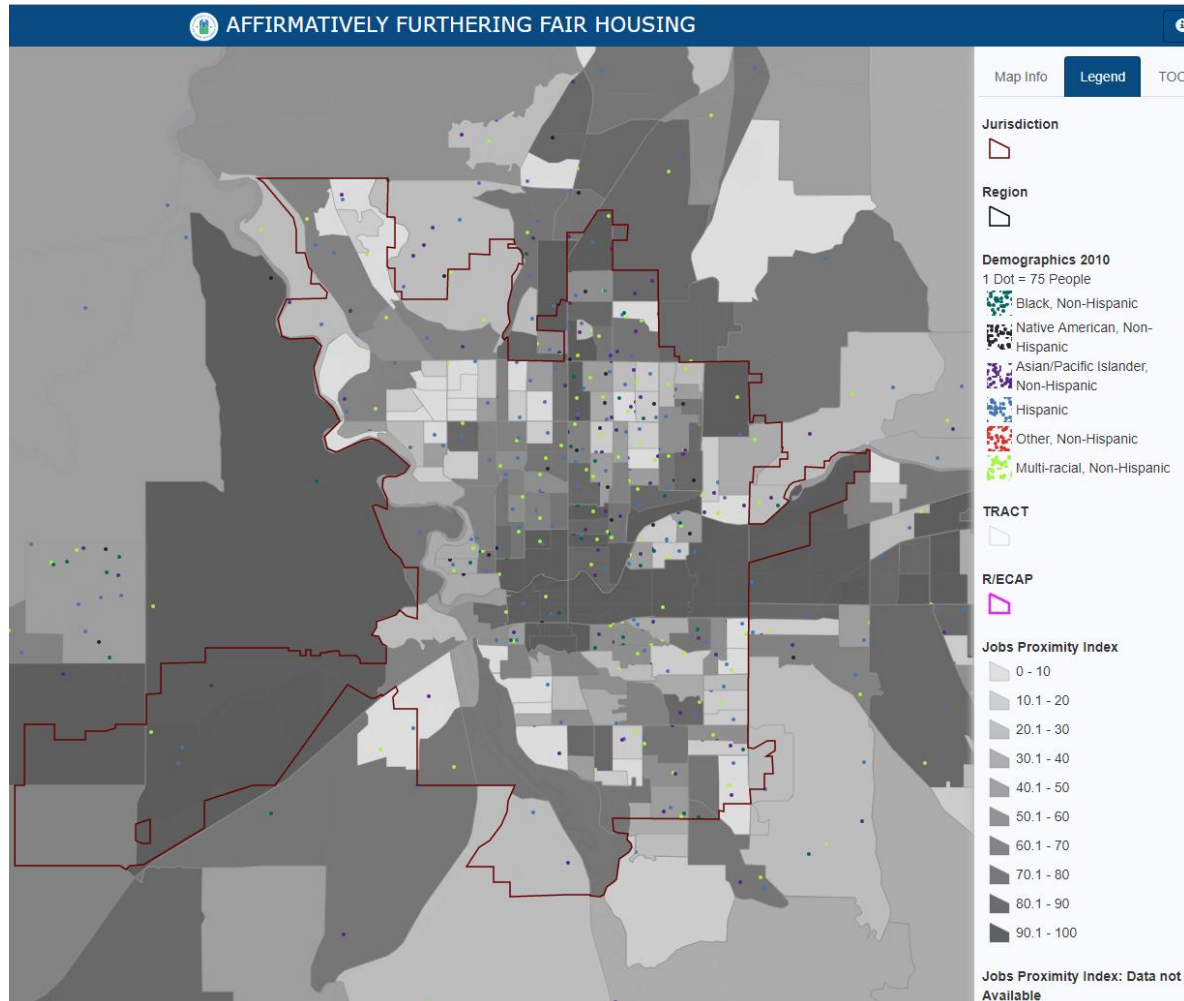 AFFIRMATIVELY FURTHERING FAIR HOUSING
Map Info
Legend
TOC
Jurisdiction
Region
Demographics 2010
1 Dot = 75 People
Black, Non-Hispanic
Native American, Non-
Hispanic
Asian/Pacific Islander,
Non-Hispanic
Hispanic
Other, Non-Hispanic
Multi-racial, Non-Hispanic
TRACT
R/ECAP
Jobs Proximity Index
0 - 10
10.1 - 20
20.1 - 30
30.1 - 40
40.1 - 50
50.1 - 60
60.1 - 70
70.1 - 80
80.1 - 90
90.1 - 100
Jobs Proximity Index: Data not
Available